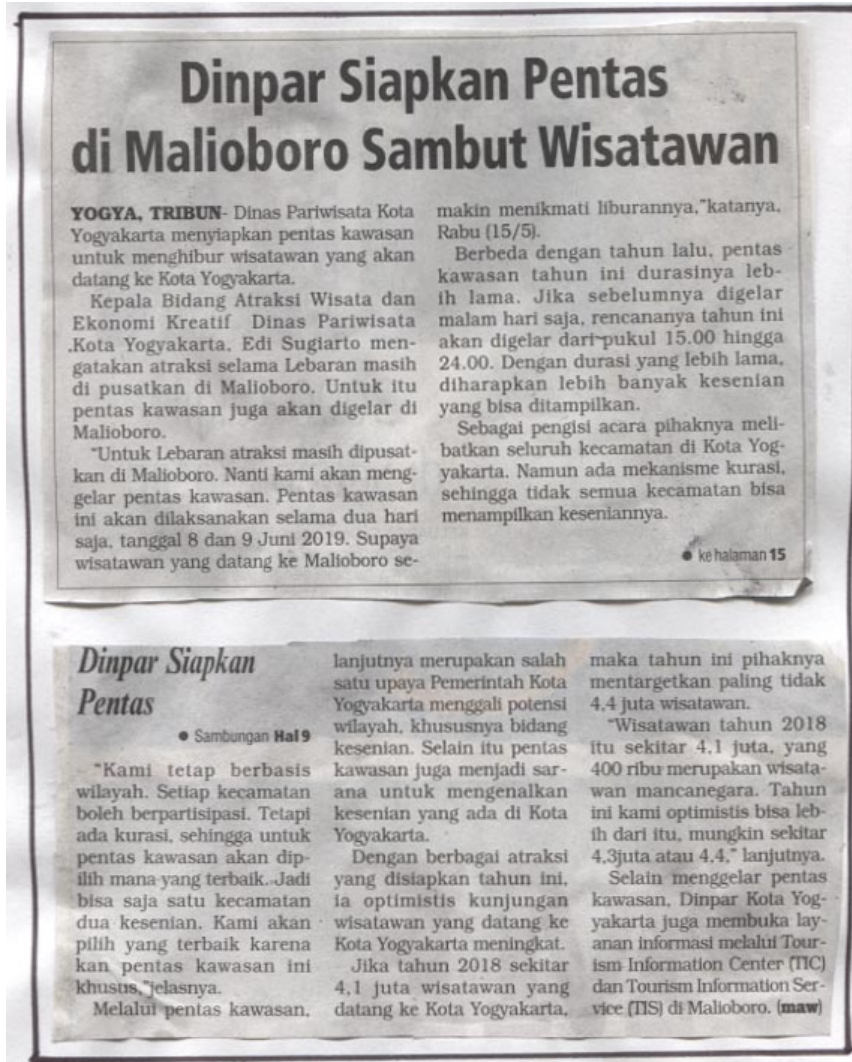 Dinpar Siapkan Pentas
di Malioboro Sambut Wisatawan
YOGYA, TRIBUN- Dinas Pariwisata Kota
Yogyakarta menyiapkan pentas kawasan
untuk menghibur wisatawan yang akan
datang ke Kota Yogyakarta.
Kepala Bidang Atraksi Wisata dan
Ekonomi Kreatif Dinas Pariwisata
Kota Yogyakarta, Edi Sugiarto men-
gatakan atraksi selama Lebaran masih
di pusatkan di Malioboro. Untuk itu
pentas kawasan juga akan digelar di
Malioboro.
"Untuk Lebaran atraksi masih dipusat-
kan di Malioboro. Nanti kami akan meng-
gelar pentas kawasan. Pentas kawasan
ini akan dilaksanakan selama dua hari
saja, tanggal 8 dan 9 Juni 2019. Supaya
wisatawan yang datang ke Malioboro se-
makin menikmati liburannya,"katanya,
Rabu (15/5).
Berbeda dengan tahun lalu, pentas
kawasan tahun ini durasinya leb-
ih lama. Jika sebelumnya digelar
malam hari saja, rencananya tahun ini
akan digelar dari pukul 15.00 hingga
24.00. Dengan durasi yang lebih lama,
diharapkan lebih banyak kesenian
yang bisa ditampilkan.
Sebagai pengisi acara pihaknya meli-
batkan seluruh kecamatan di Kota Yog-
yakarta. Namun ada mekanisme kurasi,
sehingga tidak semua kecamatan bisa
menampilkan keseniannya.
● ke halaman 15
Dinpar Siapkan
Pentas
● Sambungan Hal 9
"Kami tetap berbasis
wilayah. Setiap kecamatan
boleh berpartisipasi. Tetapi
ada kurasi, sehingga untuk
pentas kawasan akan dip-
ilih mana yang terbaik. Jadi
bisa saja satu kecamatan
dua kesenian. Kami akan
pilih yang terbaik karena
kan pentas kawasan ini
khusus,"jelasnya.
Melalui pentas kawasan,
lanjutnya merupakan salah
satu upaya Pemerintah Kota
Yogyakarta menggali potensi
wilayah, khususnya bidang
kesenian. Selain itu pentas
kawasan juga menjadi sar-
ana untuk mengenalkan
kesenian yang ada di Kota
Yogyakarta.
Dengan berbagai atraksi
yang disiapkan tahun ini,
ia optimistis kunjungan
wisatawan yang datang ke
Kota Yogyakarta meningkat.
Jika tahun 2018 sekitar
4,1 juta wisatawan yang
datang ke Kota Yogyakarta,
maka tahun ini pihaknya
mentargetkan paling tidak
4,4 juta wisatawan.
"Wisatawan tahun 2018
itu sekitar 4,1 juta, yang
400 ribu merupakan wisata-
wan mancanegara. Tahun
ini kami optimistis bisa leb-
ih dari itu, mungkin sekitar
4,3juta atau 4,4," lanjutnya.
Selain menggelar pentas
kawasan, Dinpar Kota Yog-
yakarta juga membuka lay-
anan informasi melalui Tour-
ism Information Center (TIC)
dan Tourism Information Ser-
vice (TIS) di Malioboro. (maw)